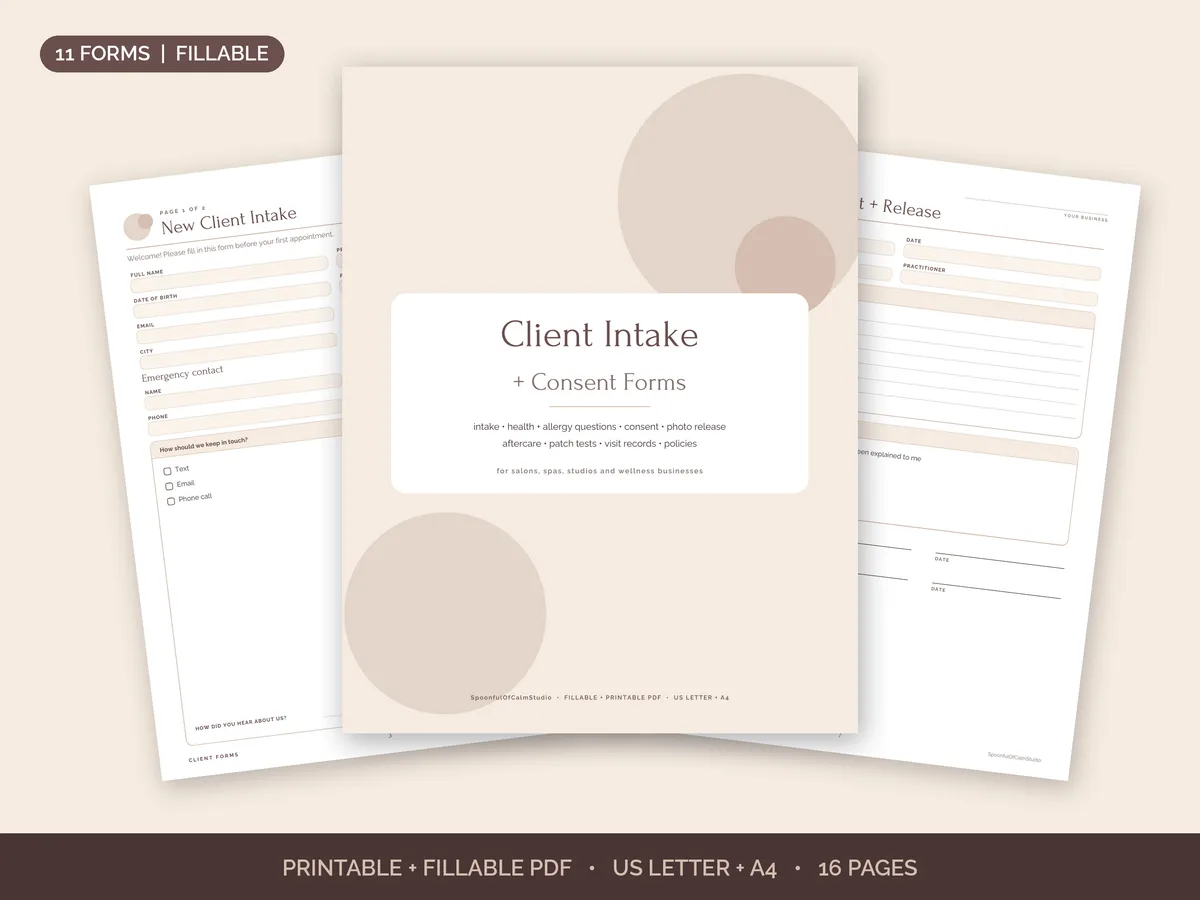 11 FORMS | FILLABLE
PAGE 1 OF 2
New Client Intake
Welcome! Please fill in this form before your first appointment.
FULL NAME
DATE OF BIRTH
EMAIL
CITY
Emergency contact
NAME
PHONE
How should we keep in touch?
Text
Email
Phone call
HOW DID YOU HEAR ABOUT US?
CLIENT FORMS
Client Intake
+ Consent Forms
intake • health • allergy questions • consent • photo release
aftercare • patch tests • visit records • policies
for salons, spas, studios and wellness businesses
SpoonfulOfCalmStudio • FILLABLE + PRINTABLE PDF • US LETTER + A4
+ Release
YOUR BUSINESS
DATE
PRACTITIONER
explained to me
DATE
DATE
SpoonfulOfCalmStudio
PRINTABLE + FILLABLE PDF • US LETTER + A4 • 16 PAGES